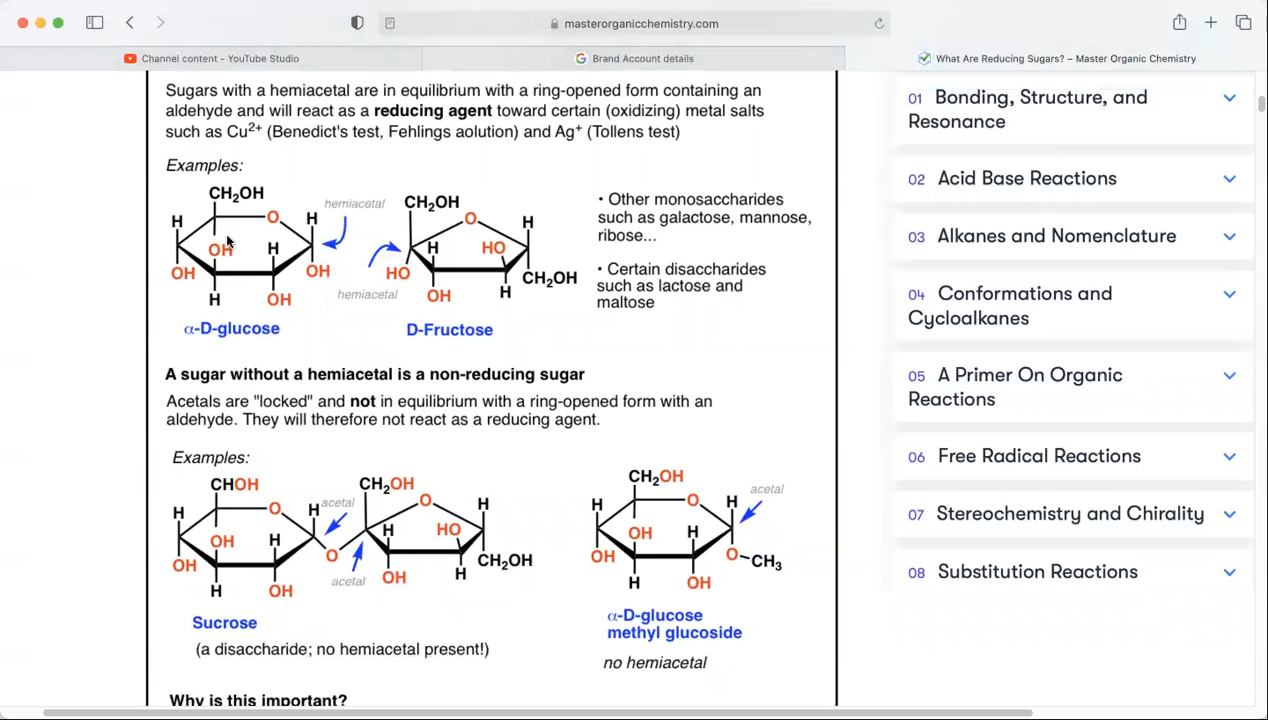 masterorganicchemistry.com
Channel content - YouTube Studio
Brand Account details
What Are Reducing Sugars? – Master Organic Chemistry
Sugars with a hemiacetal are in equilibrium with a ring-opened form containing an
aldehyde and will react as a reducing agent toward certain (oxidizing) metal salts
such as Cu2+ (Benedict's test, Fehlings aolution) and Ag+ (Tollens test)
Examples:
CH2OH
H
O
H
OH
H
OH
OH
H
OH
hemiacetal
α-D-glucose
CH2OH
O
H
H
HO
HO
OH
H
CH2OH
hemiacetal
D-Fructose
• Other monosaccharides
such as galactose, mannose,
ribose...
• Certain disaccharides
such as lactose and
maltose
A sugar without a hemiacetal is a non-reducing sugar
Acetals are "locked" and not in equilibrium with a ring-opened form with an
aldehyde. They will therefore not react as a reducing agent.
Examples:
CHOH
H
O
H
OH
H
OH
H
OH
acetal
O
acetal
CH2OH
O
H
H
HO
OH
H
CH2OH
Sucrose
(a disaccharide; no hemiacetal present!)
CH2OH
H
O
H
acetal
OH
H
OH
O
CH3
H
OH
α-D-glucose
methyl glucoside
no hemiacetal
Why is this important?
01 Bonding, Structure, and
Resonance
02 Acid Base Reactions
03 Alkanes and Nomenclature
04 Conformations and
Cycloalkanes
05 A Primer On Organic
Reactions
06 Free Radical Reactions
07 Stereochemistry and Chirality
08 Substitution Reactions